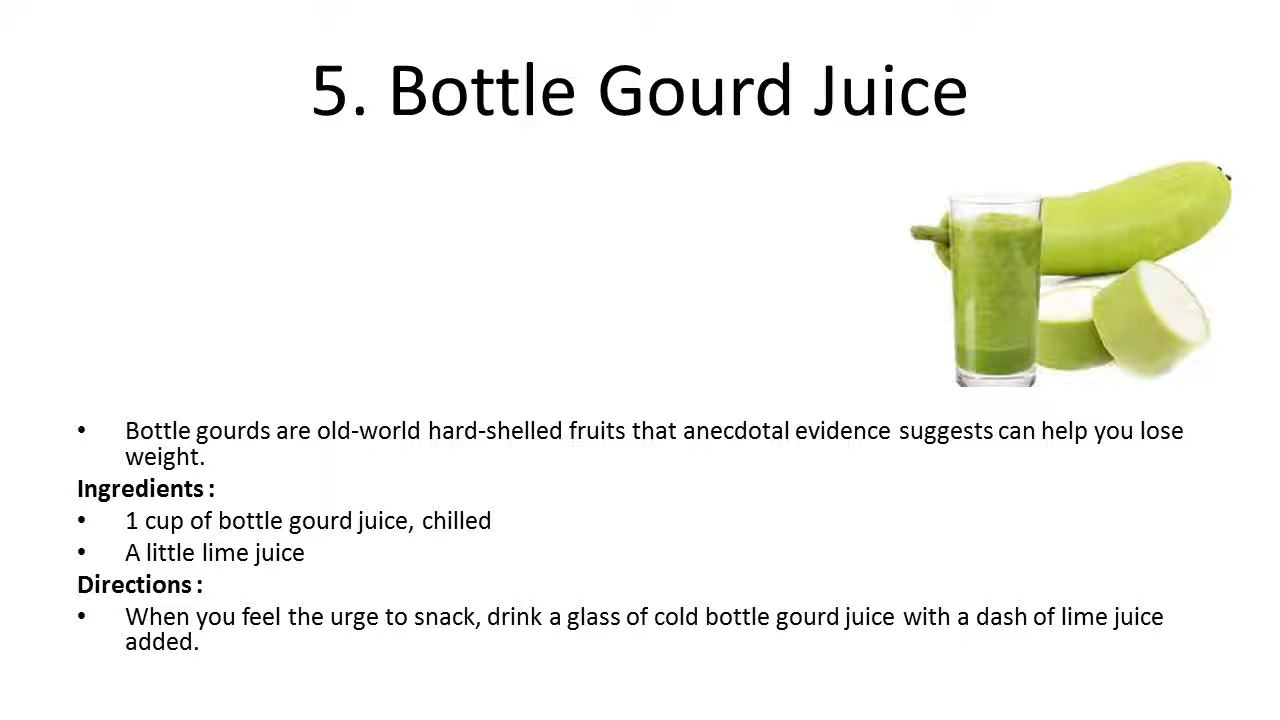 5. Bottle Gourd Juice
• Bottle gourds are old-world hard-shelled fruits that anecdotal evidence suggests can help you lose
weight.
Ingredients :
• 1 cup of bottle gourd juice, chilled
• A little lime juice
Directions :
• When you feel the urge to snack, drink a glass of cold bottle gourd juice with a dash of lime juice
added.